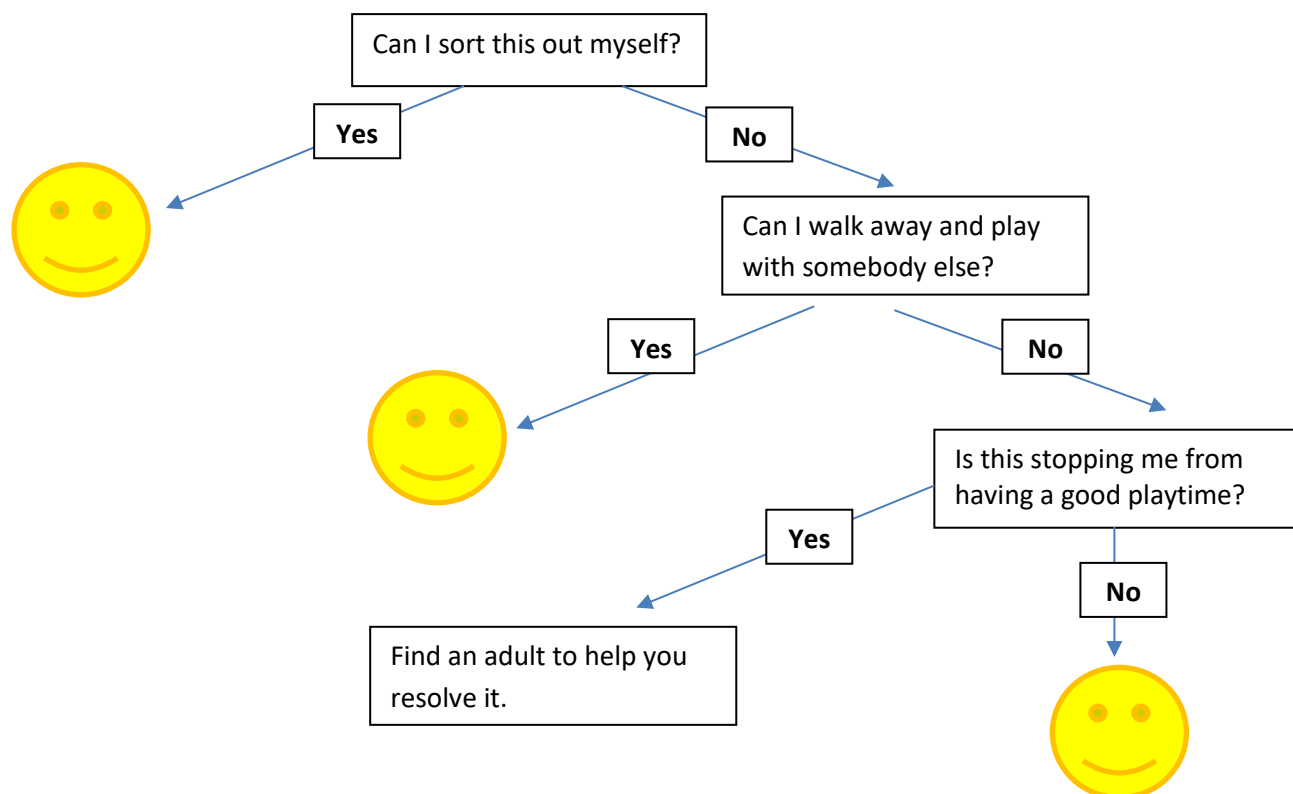 Can I sort this out myself?
Yes
No
Can I walk away and play
with somebody else?
Yes
No
Is this stopping me from
having a good playtime?
Yes
No
Find an adult to help you
resolve it.